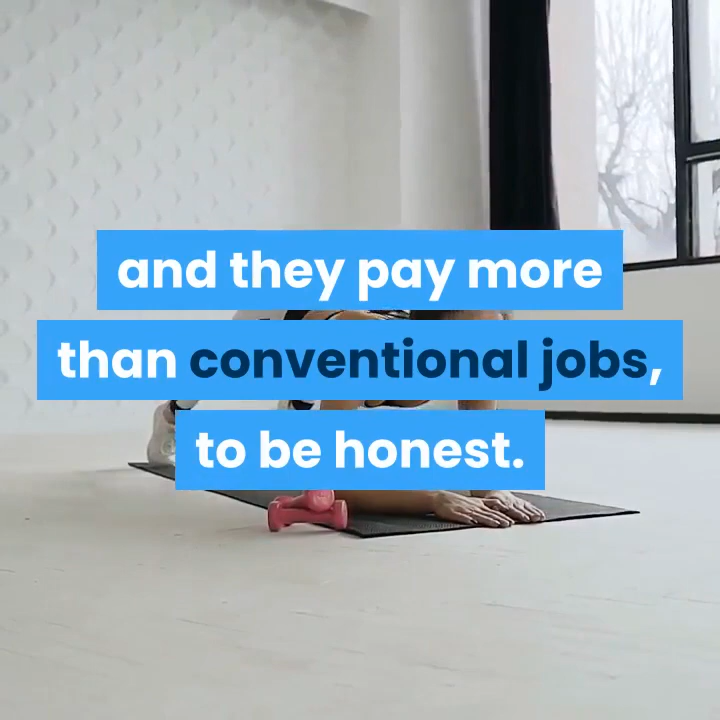 and they pay more
than conventional jobs,
to be honest.